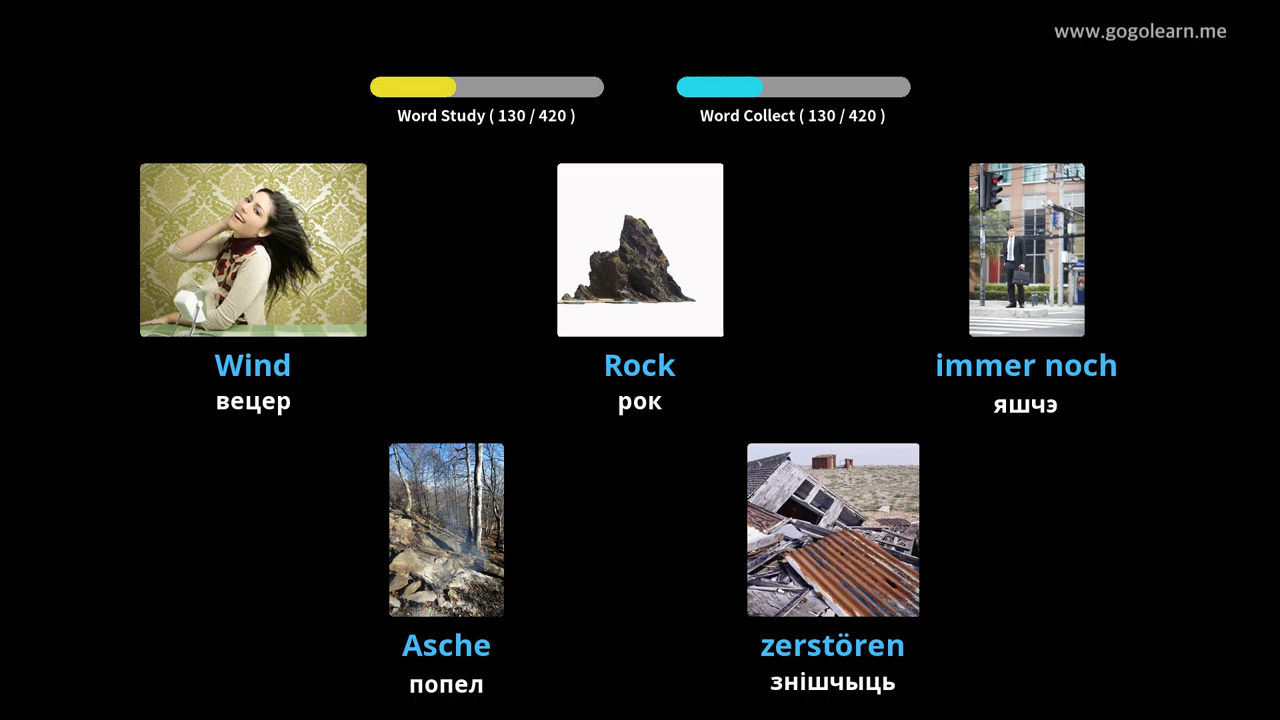 www.gogolearn.me
Word Study ( 130 / 420 )
Word Collect ( 130 / 420 )
Wind
вецер
Rock
рок
immer noch
яшчэ
Asche
попел
zerstören
знішчыць